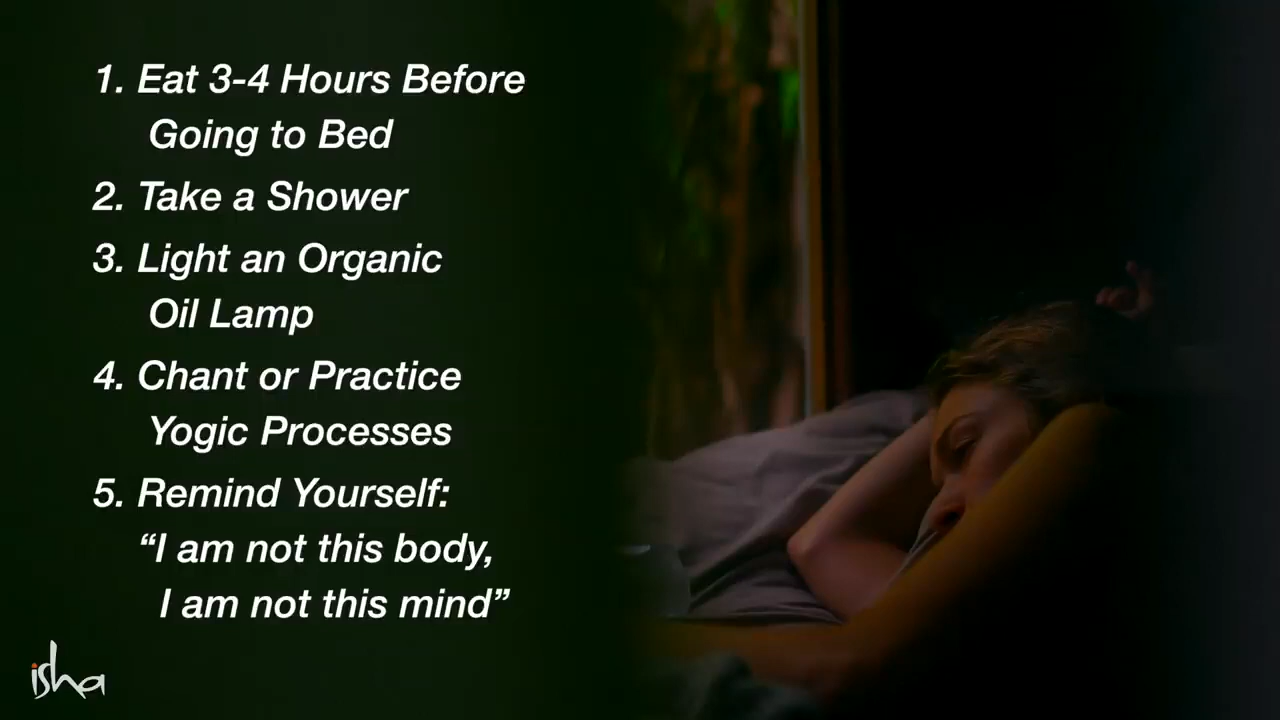 1. Eat 3-4 Hours Before
Going to Bed
2. Take a Shower
3. Light an Organic
Oil Lamp
4. Chant or Practice
Yogic Processes
5. Remind Yourself:
“I am not this body,
I am not this mind”
isha